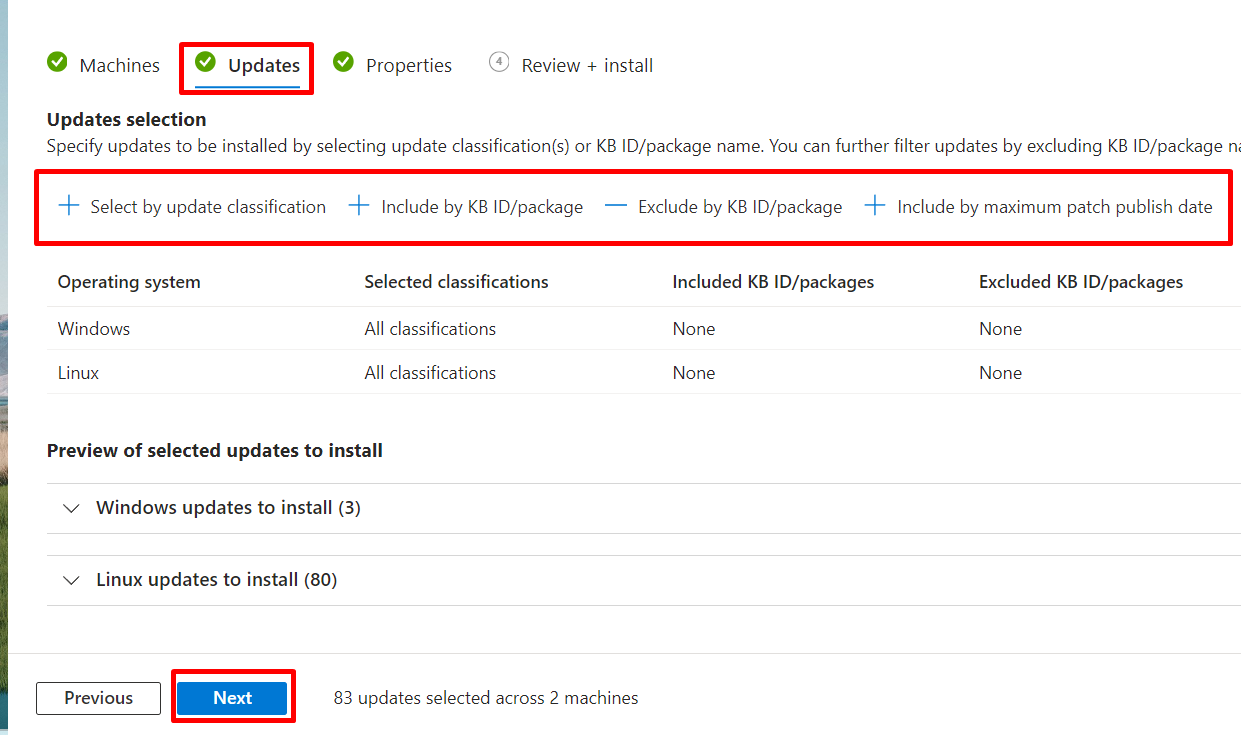 Machines Updates Properties 4 Review + install
Updates selection
Specify updates to be installed by selecting update classification(s) or KB ID/package name. You can further filter updates by excluding KB ID/package
Select by update classification Include by KB ID/package Exclude by KB ID/package Include by maximum patch publish date
Operating system Selected classifications Included KB ID/packages Excluded KB ID/packages
Windows All classifications None None
Linux All classifications None None
Preview of selected updates to install
Windows updates to install (3)
Linux updates to install (80)
Previous Next 83 updates selected across 2 machines